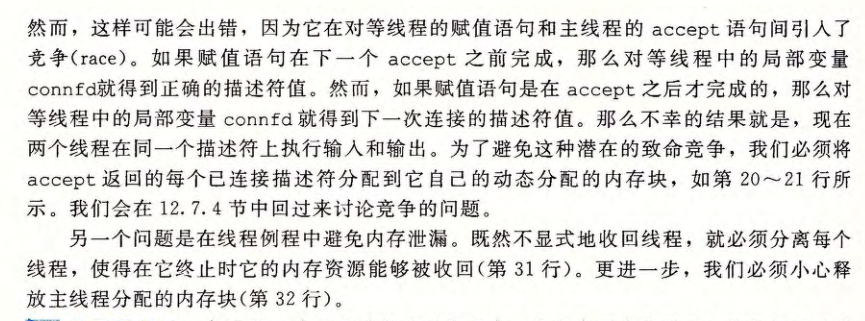 然而，这样可能会出错，因为它在对等线程的赋值语句和主线程的 accept 语句间引入了
竞争(race)。如果赋值语句在下一个 accept 之前完成，那么对等线程中的局部变量
connfd就得到正确的描述符值。然而，如果赋值语句是在 accept 之后才完成的，那么对
等线程中的局部变量 connfd 就得到下一次连接的描述符值。那么不幸的结果就是，现在
两个线程在同一个描述符上执行输入和输出。为了避免这种潜在的致命竞争，我们必须将
accept 返回的每个已连接描述符分配到它自己的动态分配的内存块，如第 20～21 行所
示。我们会在 12.7.4 节中回过来讨论竞争的问题。
另一个问题是在线程例程中避免内存泄漏。既然不显式地收回线程，就必须分离每个
线程，使得在它终止时它的内存资源能够被收回(第 31 行)。更进一步，我们必须小心释
放主线程分配的内存块(第 32 行)。